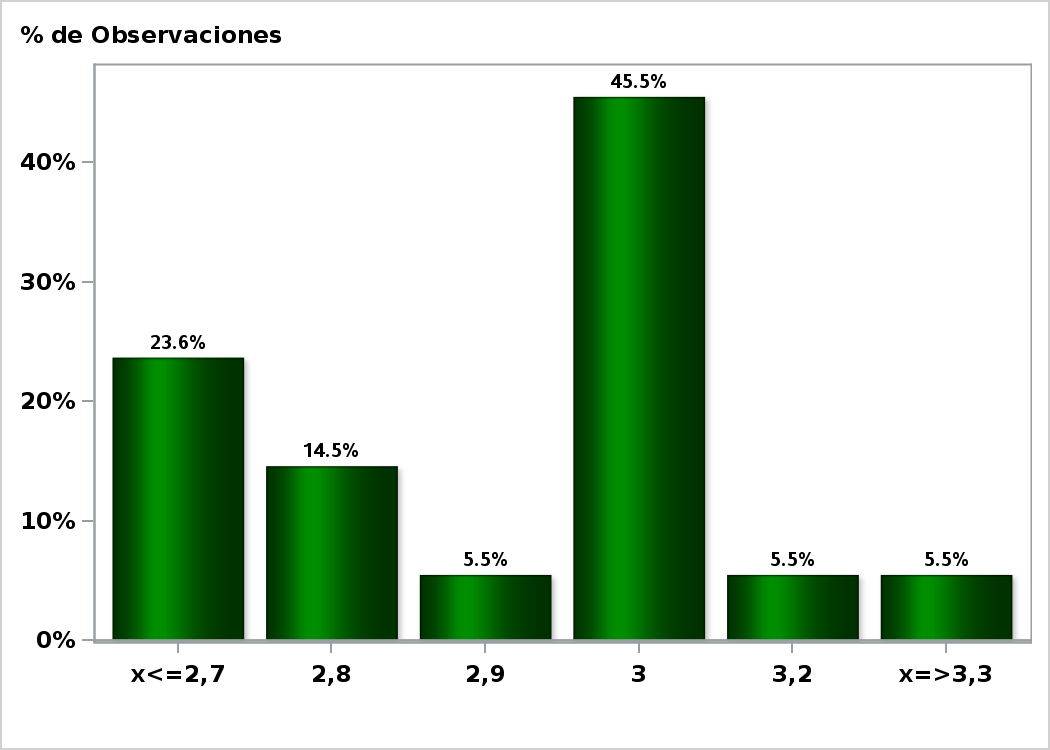 % de Observaciones
45.5%
40%
30%
23.6%
20%
14.5%
10%
5.5% 5.5% 5.5%
0%
x<=2,7 2,8 2,9 3 3,2 x=>3,3